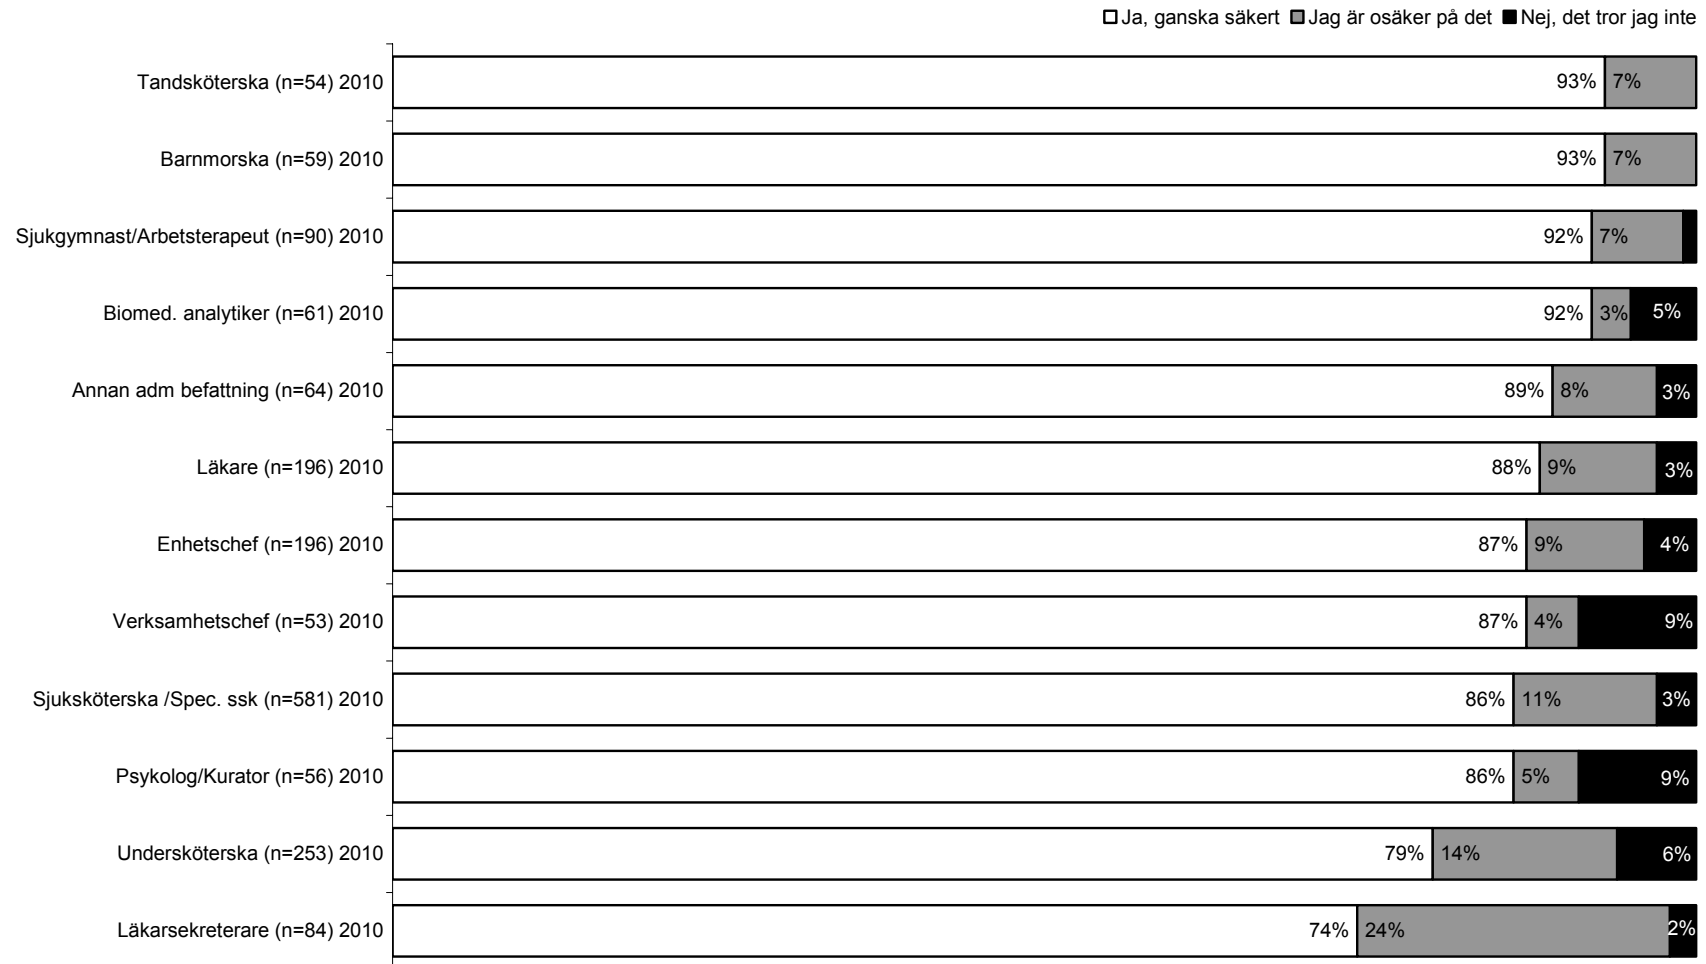 Ja, ganska säkert Jag är osäker på det Nej, det tror jag inte
Tandsköterska (n=54) 2010 93% 7%
Barnmorska (n=59) 2010 93% 7%
Sjukgymnast/Arbetsterapeut (n=90) 2010 92% 7%
Biomed. analytiker (n=61) 2010 92% 3% 5%
Annan adm befattning (n=64) 2010 89% 8% 3%
Läkare (n=196) 2010 88% 9% 3%
Enhetschef (n=196) 2010 87% 9% 4%
Verksamhetschef (n=53) 2010 87% 4% 9%
Sjuksköterska /Spec. ssk (n=581) 2010 86% 11% 3%
Psykolog/Kurator (n=56) 2010 86% 5% 9%
Undersköterska (n=253) 2010 79% 14% 6%
Läkarsekreterare (n=84) 2010 74% 24% 2%